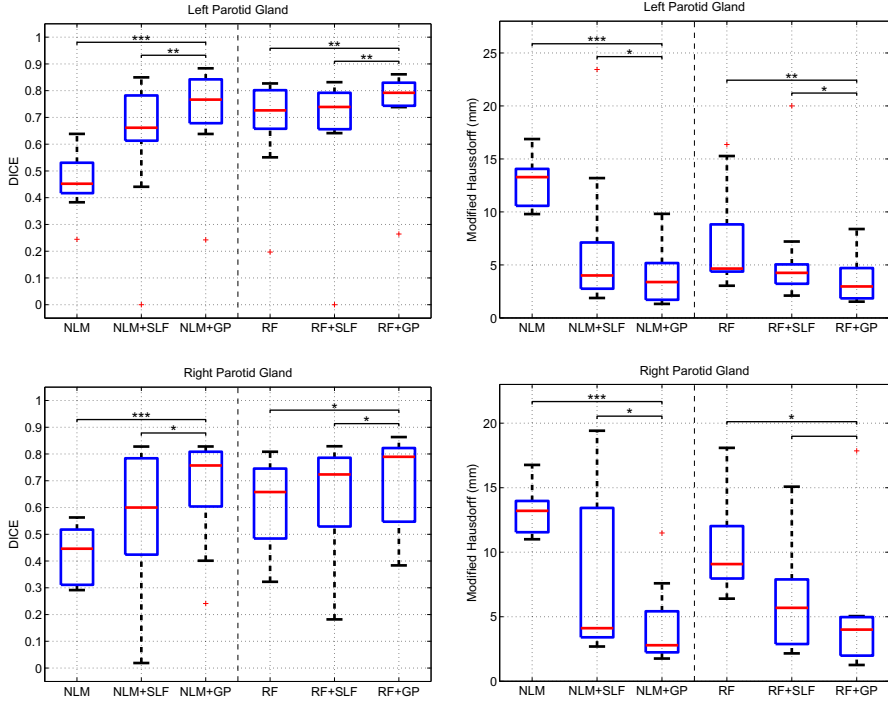 Left Parotid Gland
DICE
1
0.9
0.8
0.7
0.6
0.5
0.4
0.3
0.2
0.1
0
*** ** ** **
NLM NLM+SLF NLM+GP RF RF+SLF RF+GP
Left Parotid Gland
Modified Haussdorff (mm)
25
20
15
10
5
0
*** * ** *
NLM NLM+SLF NLM+GP RF RF+SLF RF+GP
Right Parotid Gland
DICE
1
0.9
0.8
0.7
0.6
0.5
0.4
0.3
0.2
0.1
0
*** * * *
NLM NLM+SLF NLM+GP RF RF+SLF RF+GP
Right Parotid Gland
Modified Hausdorff (mm)
20
15
10
5
0
*** * *
NLM NLM+SLF NLM+GP RF RF+SLF RF+GP